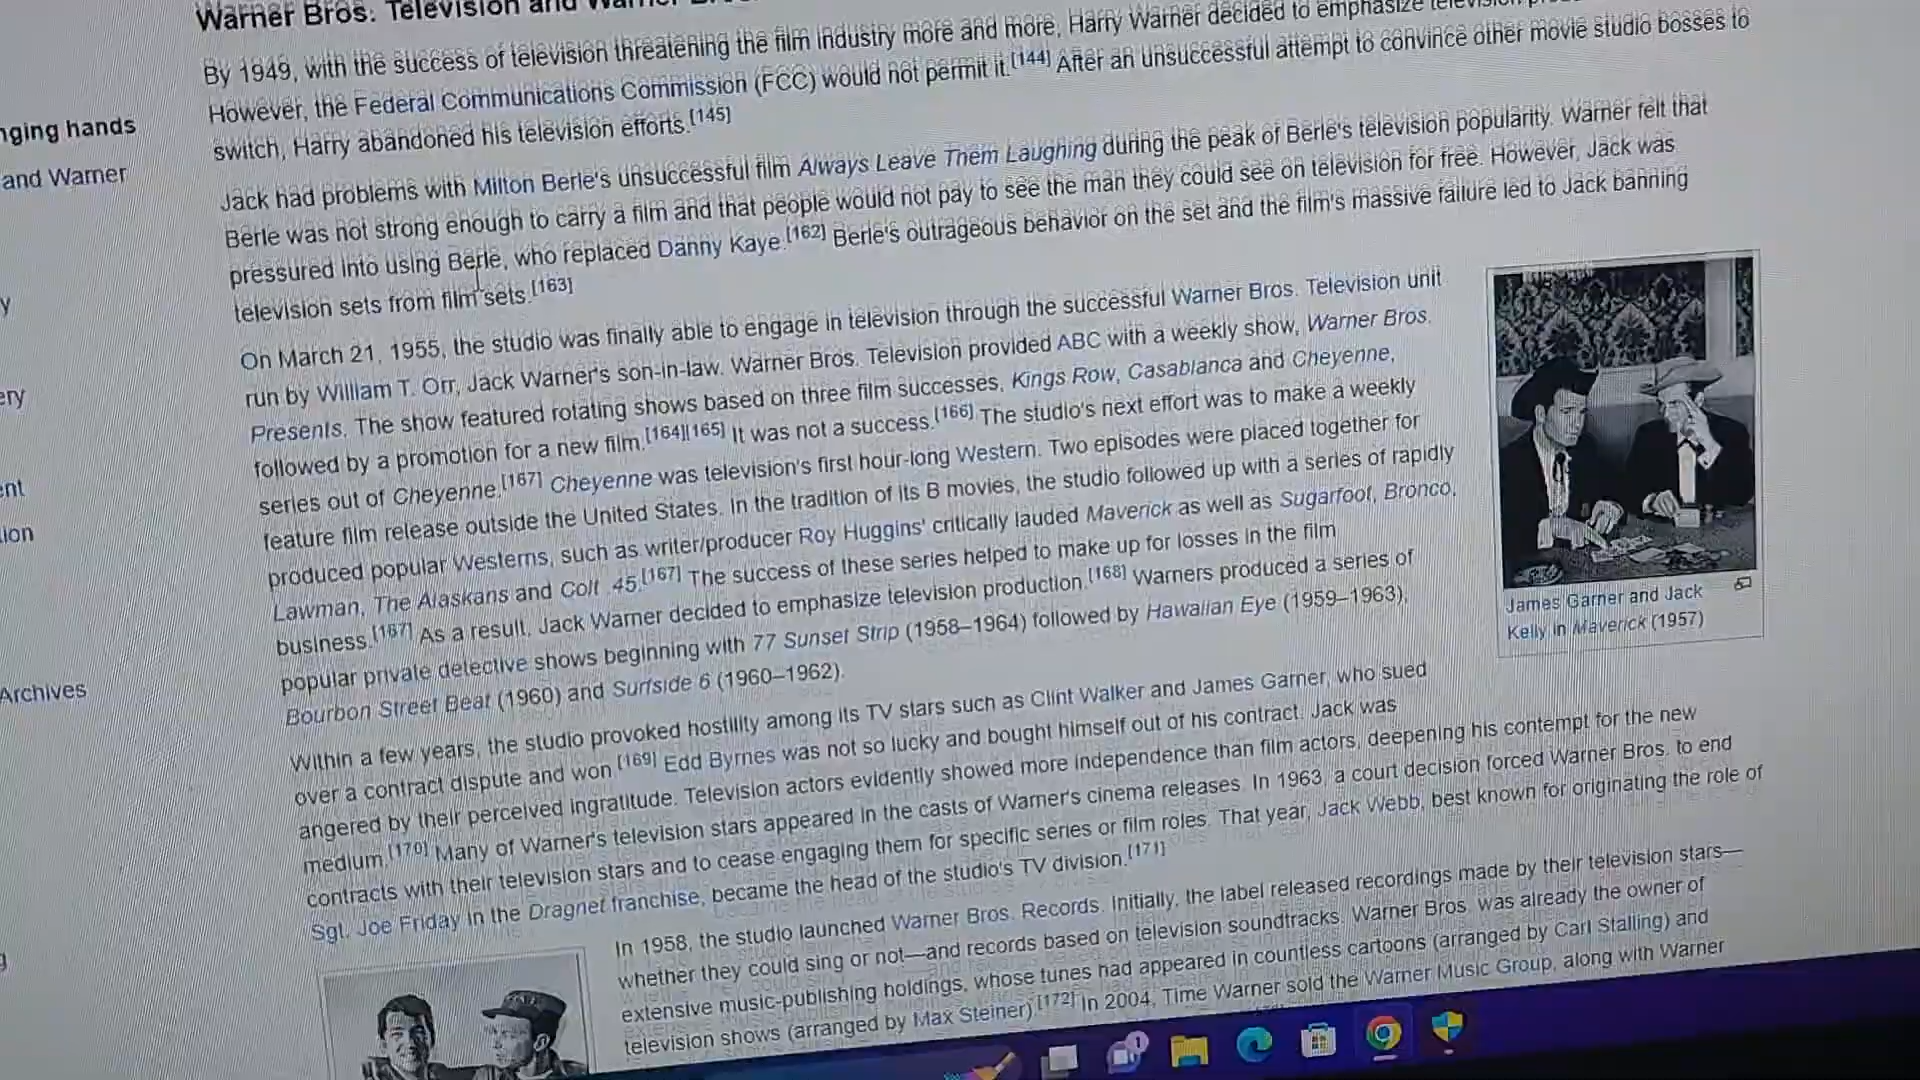 Warner Bros. Television and
By 1949, with the success of television threatening the film industry more and more, Harry Warner decided to emphasize television
However, the Federal Communications Commission (FCC) would not permit it.[144] After an unsuccessful attempt to convince other movie studio bosses to
switch, Harry abandoned his television efforts.[145]
Jack had problems with Milton Berle's unsuccessful film Always Leave Them Laughing during the peak of Berle's television popularity. Warner felt that
Berle was not strong enough to carry a film and that people would not pay to see the man they could see on television for free. However, Jack was
pressured into using Berle, who replaced Danny Kaye.[162] Berle's outrageous behavior on the set and the film's massive failure led to Jack banning
television sets from film sets.[163]
On March 21, 1955, the studio was finally able to engage in television through the successful Warner Bros. Television unit
run by William T. Orr, Jack Warner's son-in-law. Warner Bros. Television provided ABC with a weekly show, Warner Bros.
Presents. The show featured rotating shows based on three film successes, Kings Row, Casablanca and Cheyenne,
followed by a promotion for a new film.[164][165] It was not a success.[166] The studio's next effort was to make a weekly
series out of Cheyenne.[167] Cheyenne was television's first hour-long Western. Two episodes were placed together for
feature film release outside the United States. In the tradition of its B movies, the studio followed up with a series of rapidly
produced popular Westerns, such as writer/producer Roy Huggins' critically lauded Maverick as well as Sugarfoot, Bronco,
Lawman, The Alaskans and Colt .45.[167] The success of these series helped to make up for losses in the film
business.[167] As a result, Jack Warner decided to emphasize television production.[168] Warners produced a series of
popular private detective shows beginning with 77 Sunset Strip (1958–1964) followed by Hawaiian Eye (1959–1963),
Bourbon Street Beat (1960) and Surfside 6 (1960–1962).
Within a few years, the studio provoked hostility among its TV stars such as Clint Walker and James Garner, who sued
over a contract dispute and won.[169] Edd Byrnes was not so lucky and bought himself out of his contract. Jack was
angered by their perceived ingratitude. Television actors evidently showed more independence than film actors, deepening his contempt for the new
medium.[170] Many of Warner's television stars appeared in the casts of Warner's cinema releases. In 1963, a court decision forced Warner Bros. to end
contracts with their television stars and to cease engaging them for specific series or film roles. That year, Jack Webb, best known for originating the role of
Sgt. Joe Friday in the Dragnet franchise, became the head of the studio's TV division.[171]
In 1958, the studio launched Warner Bros. Records. Initially, the label released recordings made by their television stars—
whether they could sing or not—and records based on television soundtracks. Warner Bros. was already the owner of
extensive music-publishing holdings, whose tunes had appeared in countless cartoons (arranged by Carl Stalling) and
television shows (arranged by Max Steiner).[172] In 2004, Time Warner sold the Warner Music Group, along with Warner
James Garner and Jack
Kelly in Maverick (1957)
nging hands
and Warner
y
ery
ent
ion
Archives
g
1